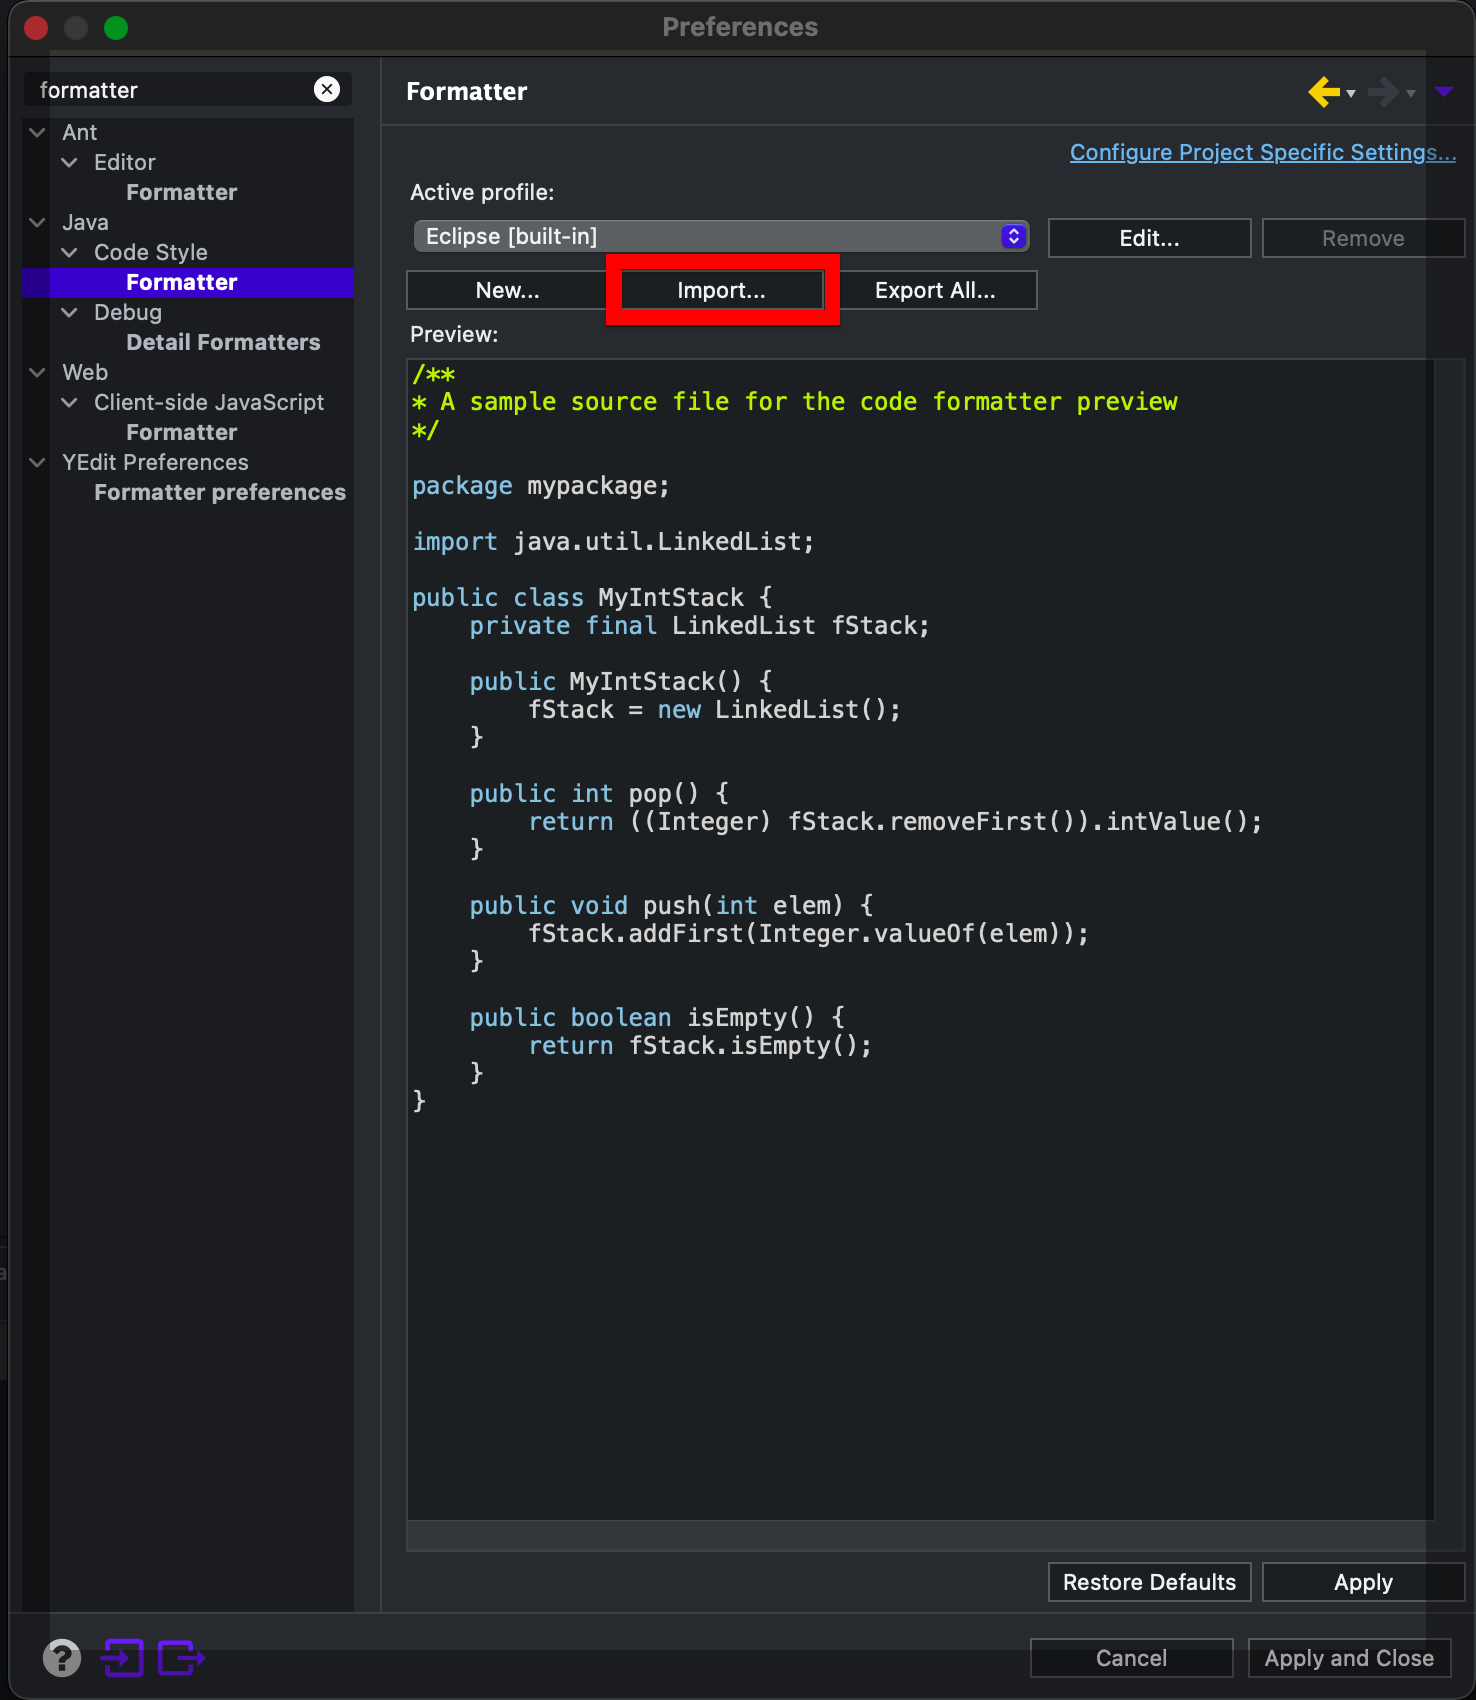 Preferences
formatter
Ant
Editor
Formatter
Java
Code Style
Formatter
Debug
Detail Formatters
Web
Client-side JavaScript
Formatter
YEdit Preferences
Formatter preferences
Formatter
Configure Project Specific Settings...
Active profile:
Eclipse [built-in]
Edit...
Remove
New...
Import...
Export All...
Preview:
/**
* A sample source file for the code formatter preview
*/
package mypackage;
import java.util.LinkedList;
public class MyIntStack {
    private final LinkedList fStack;
    public MyIntStack() {
        fStack = new LinkedList();
    }
    public int pop() {
        return ((Integer) fStack.removeFirst()).intValue();
    }
    public void push(int elem) {
        fStack.addFirst(Integer.valueOf(elem));
    }
    public boolean isEmpty() {
        return fStack.isEmpty();
    }
}
Restore Defaults
Apply
?
Cancel
Apply and Close